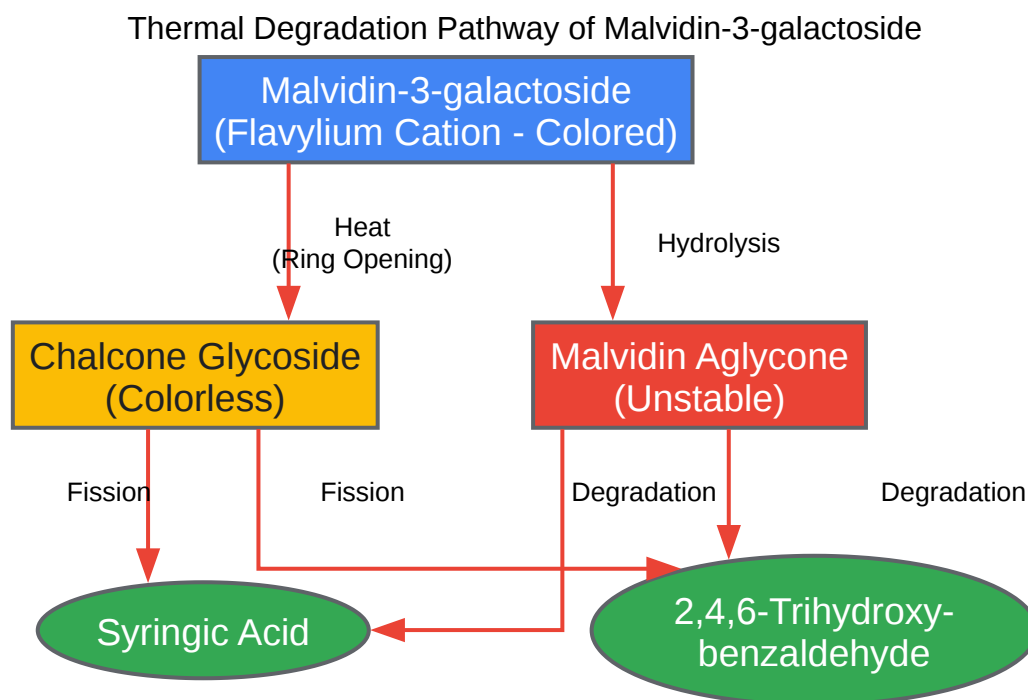 Thermal Degradation Pathway of Malvidin-3-galactoside
Malvidin-3-galactoside
(Flavylium Cation - Colored)
Heat
(Ring Opening)
Hydrolysis
Chalcone Glycoside
(Colorless)
Malvidin Aglycone
(Unstable)
Fission
Fission
Degradation
Degradation
Syringic Acid
2,4,6-Trihydroxy-
benzaldehyde